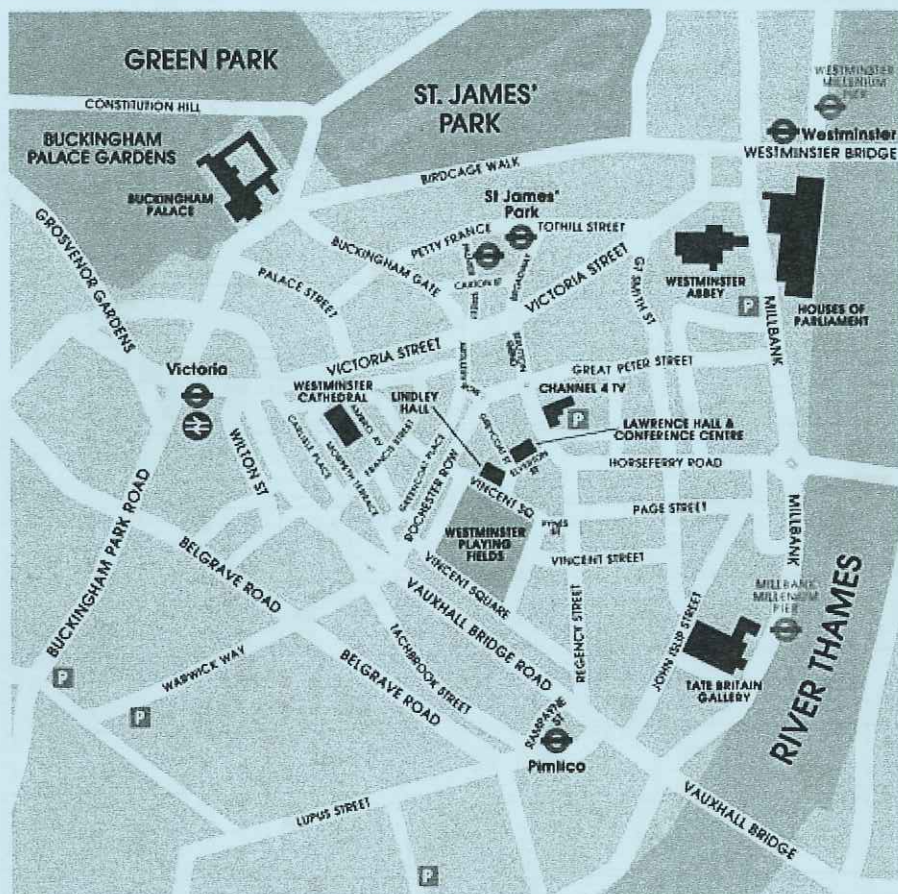 GREEN PARK
CONSTITUTION HILL
BUCKINGHAM
PALACE GARDENS
BUCKINGHAM
PALACE
ST. JAMES'
PARK
WESTMINSTER
MILLENIUM
PIER
Westminster
WESTMINSTER BRIDGE
BIRDCAGE WALK
St James'
Park
GROSVENOR GARDENS
BUCKINGHAM GATE
PETTY FRANCE
TOTHILL STREET
PALACE STREET
CAXTON ST
BROADWAY
VICTORIA STREET
GT SMITH ST
WESTMINSTER
ABBEY
P
HOUSES OF
PARLIAMENT
MILLBANK
Victoria
VICTORIA STREET
GREAT PETER STREET
WESTMINSTER
CATHEDRAL
LINDLEY
HALL
CHANNEL 4 TV
P
LAWRENCE HALL &
CONFERENCE CENTRE
WILTON ST
CARLISLE PLACE
MORPETH TERRACE
FRANCIS STREET
GREENCOAT PLACE
ROCHESTER ROW
GREYCOAT ST
ELVERTON
ST
HORSEFERRY ROAD
VINCENT SQ
PAGE STREET
MILLBANK
WESTMINSTER
PLAYING
FIELDS
VINCENT STREET
BUCKINGHAM PARK ROAD
BELGRAVE ROAD
VINCENT SQUARE
VAUXHALL BRIDGE ROAD
REGENCY STREET
JOHN ISLIP STREET
MILLBANK
MILLENIUM
PIER
RIVER THAMES
TATE BRITAIN
GALLERY
WARWICK WAY
TACHBROOK STREET
BELGRAVE ROAD
P
P
Pimlico
LUPUS STREET
VAUXHALL BRIDGE
P